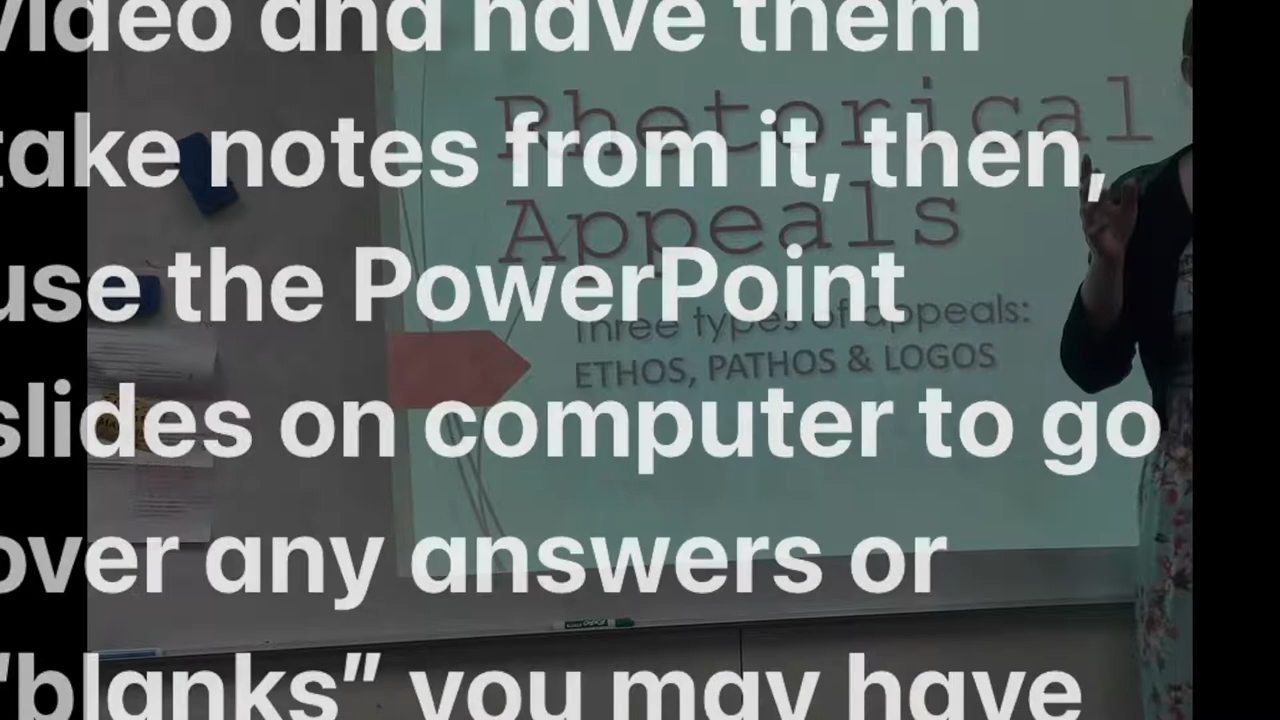 video and have them
take notes from it, then,
use the PowerPoint
slides on computer to go
over any answers or
"blanks" you may have
Rhetorical
Appeals
Three types of appeals:
ETHOS, PATHOS & LOGOS